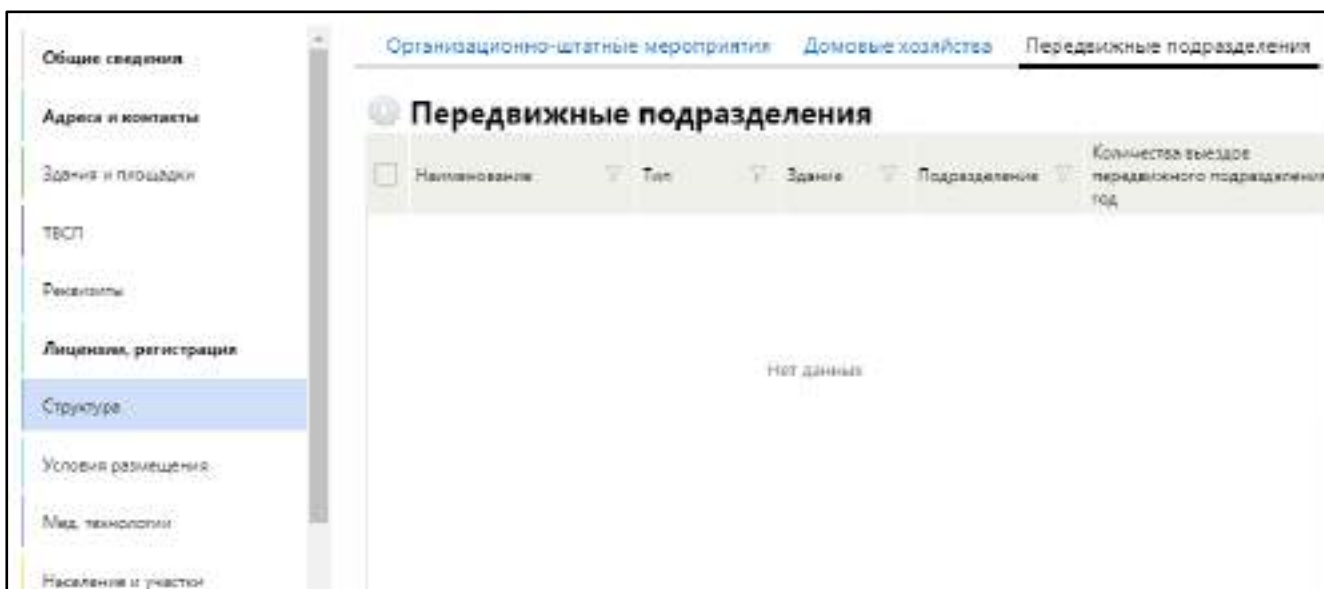 Общие сведения
Адреса и контакты
Здания и площадки
ТВСП
Реквизиты
Лицензии, регистрация
Структура
Условия размещения
Мед. технологии
Население и участки
Организационно-штатные мероприятия Домовые хозяйства Передвижные подразделения
Передвижные подразделения
Наименование Тип Здание Подразделение
Количества выездов
передвижного подразделения
год
Нет данных